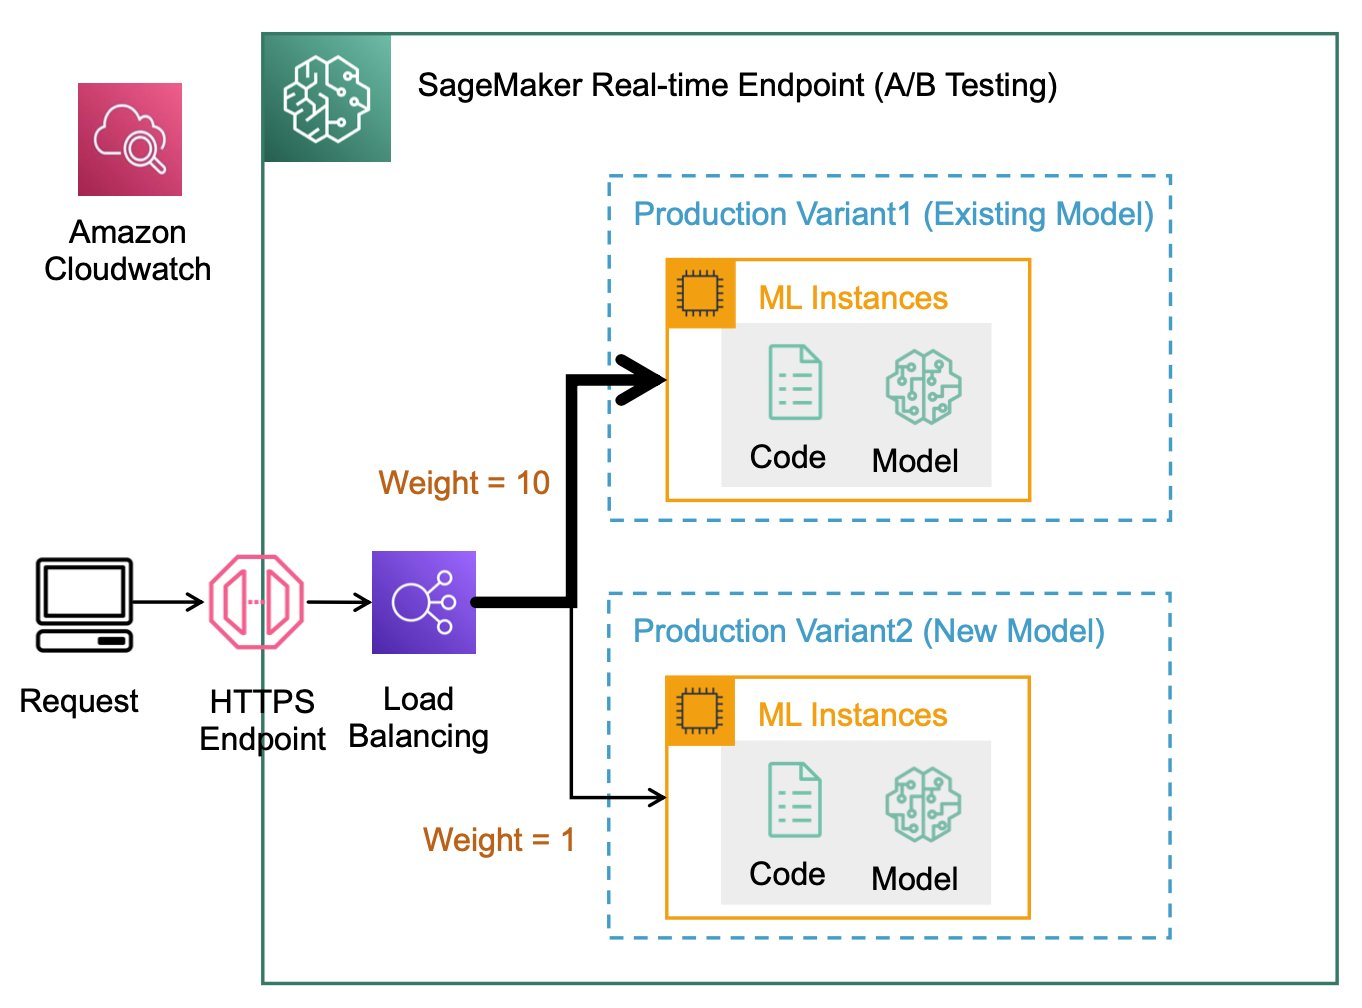 SageMaker Real-time Endpoint (A/B Testing)
Amazon
Cloudwatch
Production Variant1 (Existing Model)
ML Instances
Code
Model
Weight = 10
Request
HTTPS
Endpoint
Load
Balancing
Production Variant2 (New Model)
ML Instances
Code
Model
Weight = 1